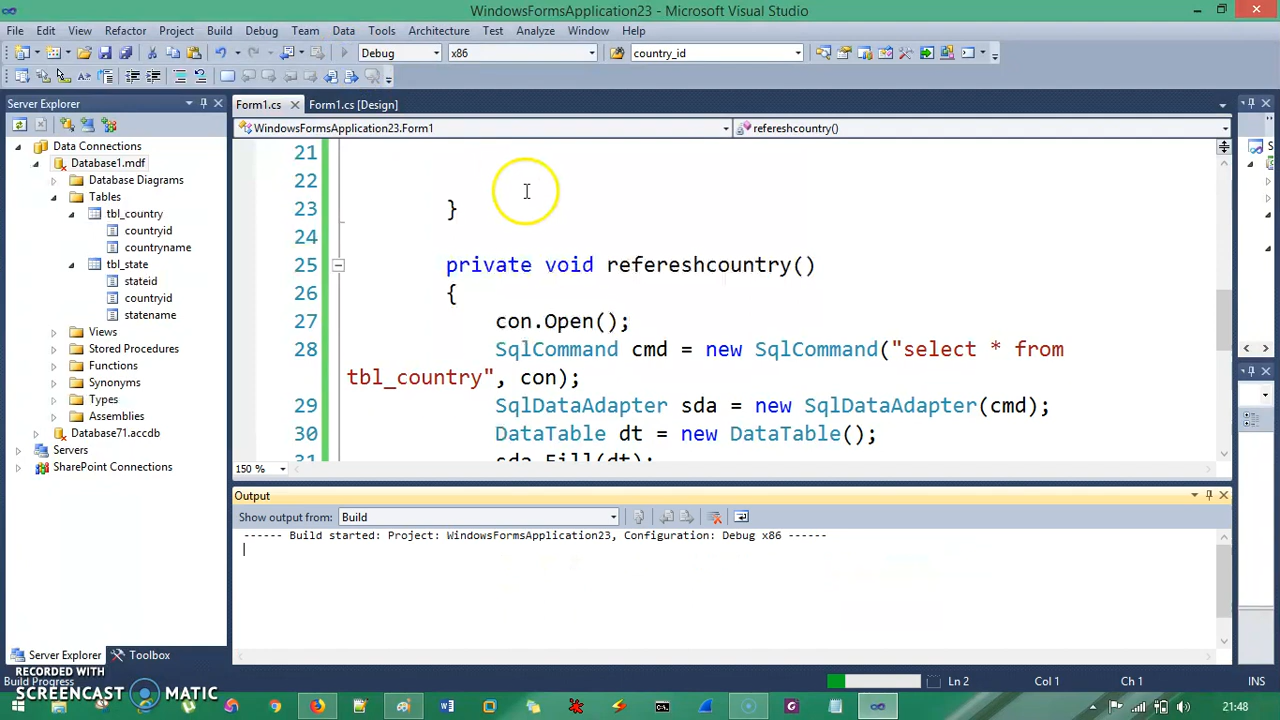 WindowsFormsApplication23 - Microsoft Visual Studio
File Edit View Refactor Project Build Debug Team Data Tools Architecture Test Analyze Window Help
Debug x86 country_id
Server Explorer
Data Connections
Database1.mdf
Database Diagrams
Tables
tbl_country
countryid
countryname
tbl_state
stateid
countryid
statename
Views
Stored Procedures
Functions
Synonyms
Types
Assemblies
Database71.accdb
Servers
SharePoint Connections
Server Explorer Toolbox
Form1.cs Form1.cs [Design]
WindowsFormsApplication23.Form1 refereshcountry()
21
22
23 }
24
25 private void refereshcountry()
26 {
27 con.Open();
28 SqlCommand cmd = new SqlCommand("select * from
tbl_country", con);
29 SqlDataAdapter sda = new SqlDataAdapter(cmd);
30 DataTable dt = new DataTable();
31 sda.Fill(dt);
150 %
Output
Show output from: Build
------ Build started: Project: WindowsFormsApplication23, Configuration: Debug x86 ------
RECORDED WITH
SCREENCAST MATIC
Build Progress Ln 2 Col 1 Ch 1 INS
21:48